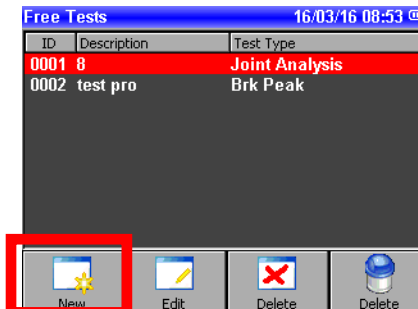 Free Tests 16/03/16 08:53
ID Description Test Type
0001 8 Joint Analysis
0002 test pro Brk Peak
New Edit Delete Delete